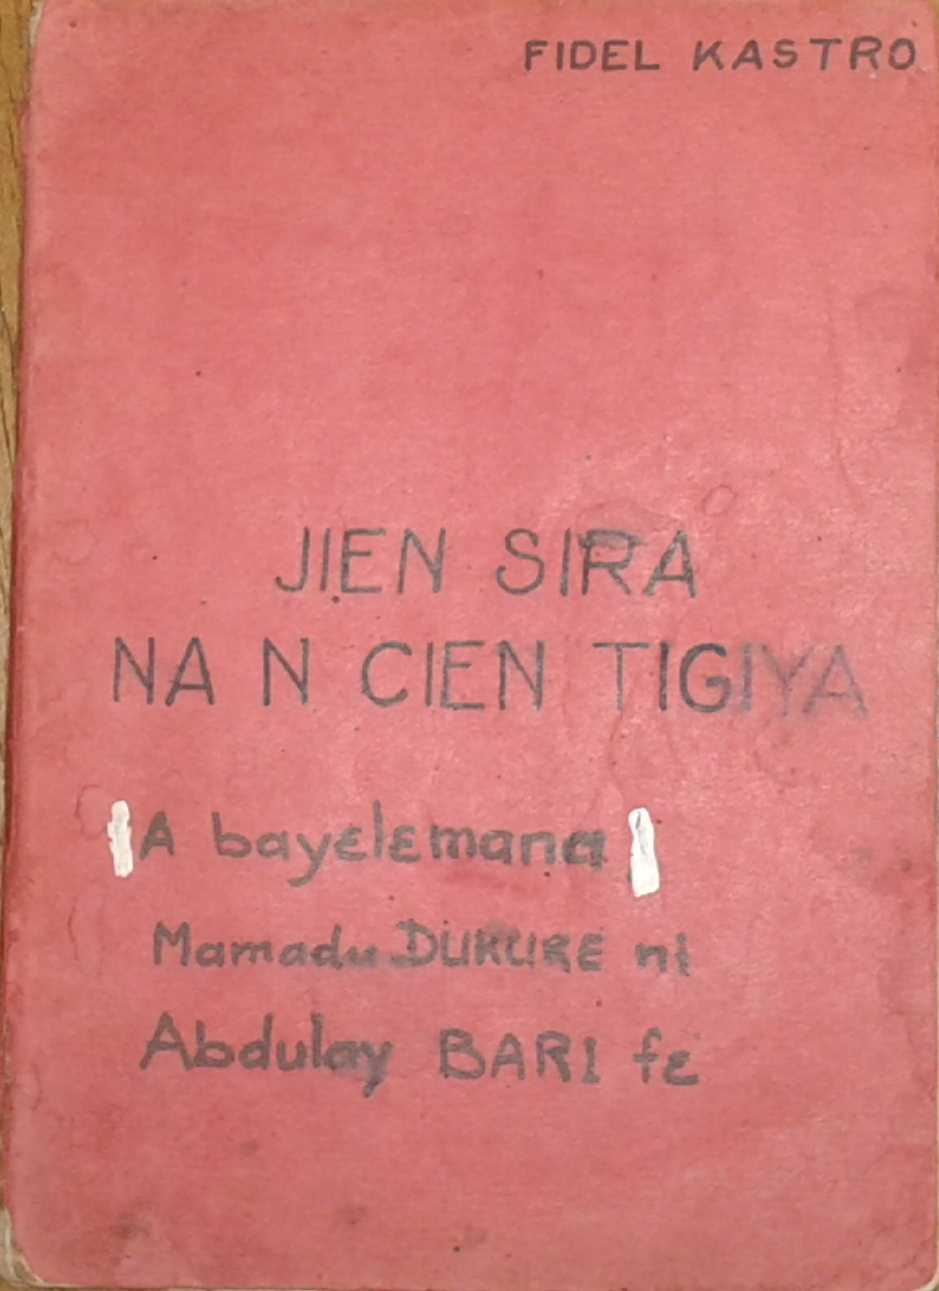 FIDEL KASTRO
JIEN SIRA
NA N CIEN TIGIYA
A bayɛlɛmana
Mamadu DUKURE ni
Abdulay BARI fɛ